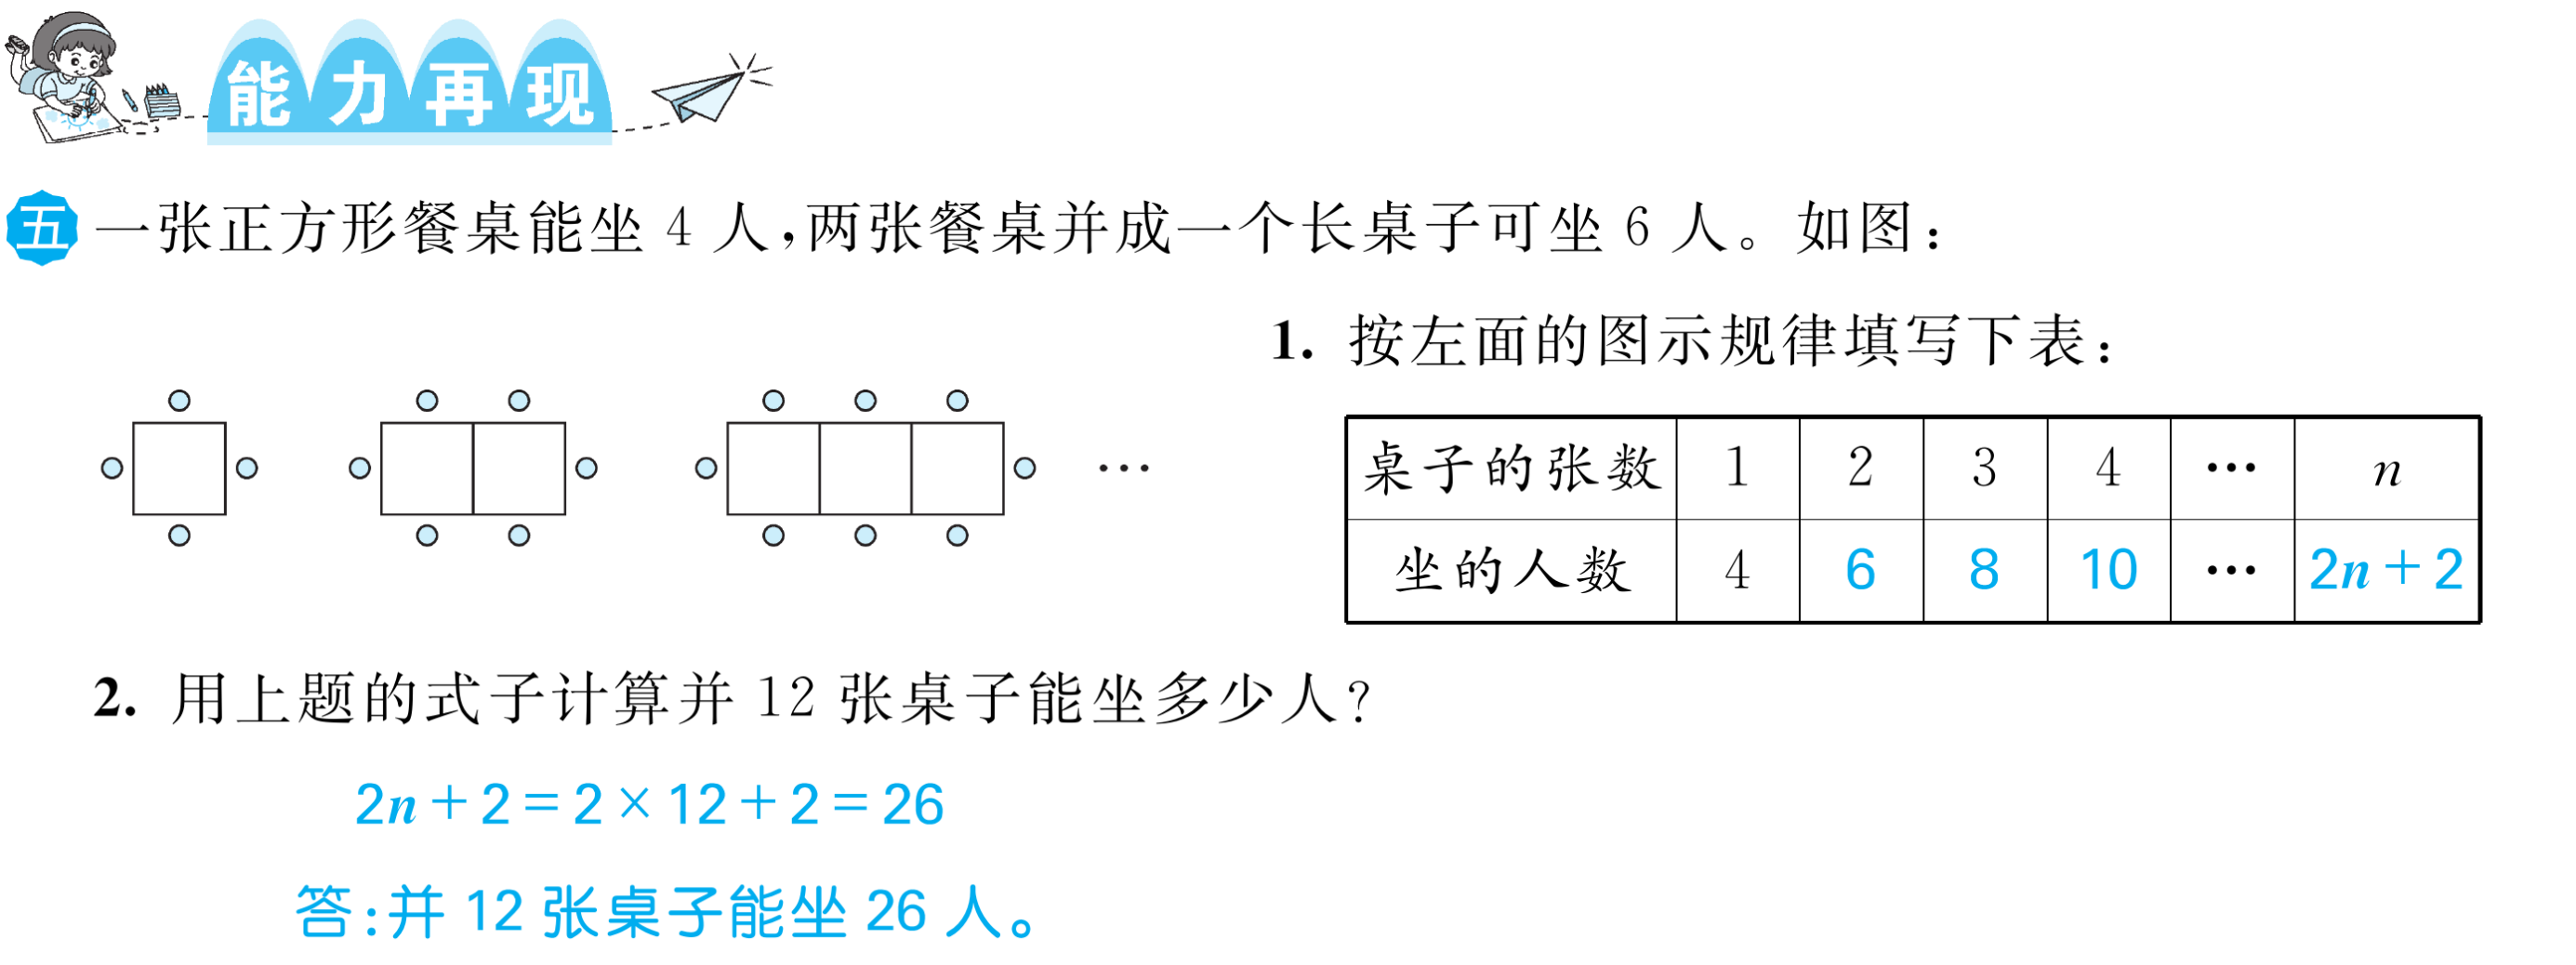 能力再现
五 一张正方形餐桌能坐 4 人,两张餐桌并成一个长桌子可坐 6 人。如图:
1. 按左面的图示规律填写下表:
…
桌子的张数 1 2 3 4 … n
坐的人数 4 6 8 10 … 2n+2
2. 用上题的式子计算并 12 张桌子能坐多少人?
2n+2=2×12+2=26
答:并 12 张桌子能坐 26 人。